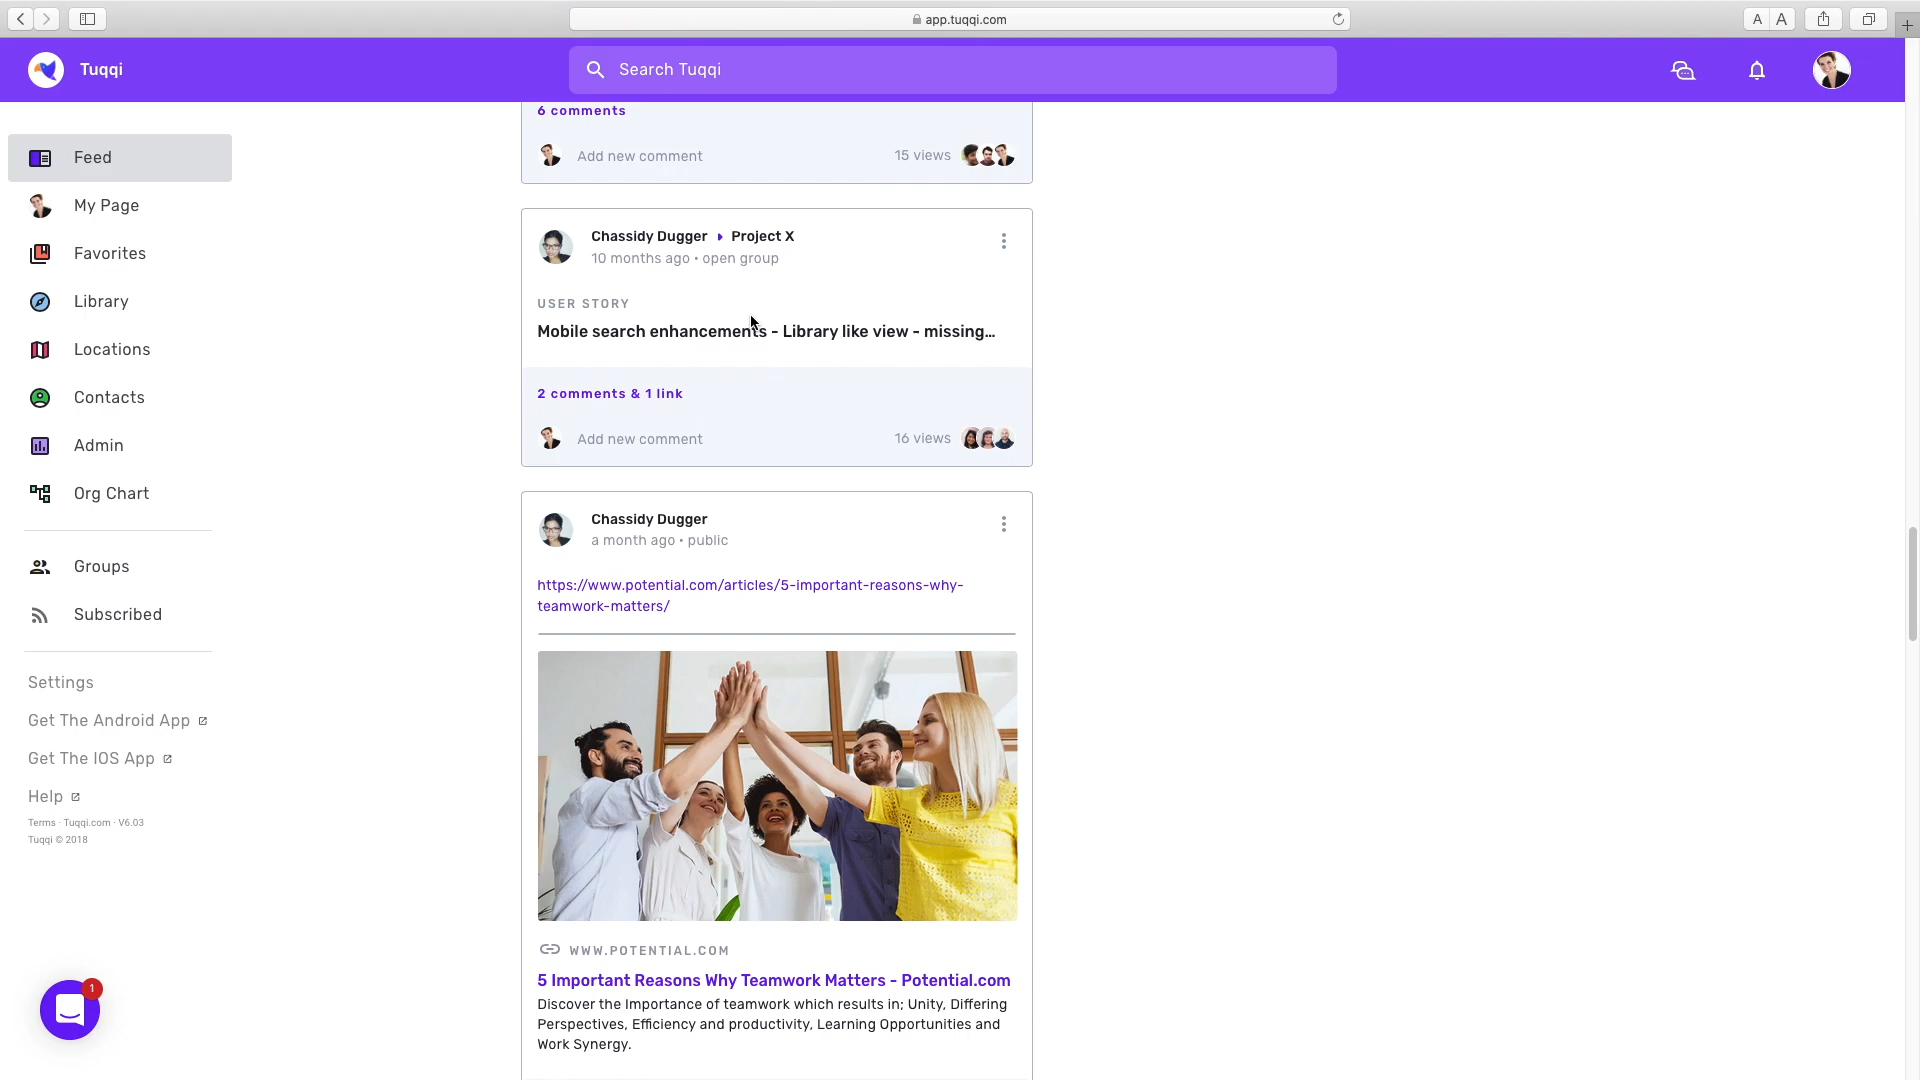 app.tuqqi.com
A A
Tuqqi
Search Tuqqi
Feed
My Page
Favorites
Library
Locations
Contacts
Admin
Org Chart
Groups
Subscribed
Settings
Get The Android App
Get The IOS App
Help
Terms · Tuqqi.com · V6.03
Tuqqi © 2018
1
6 comments
Add new comment
15 views
Chassidy Dugger Project X
10 months ago • open group
USER STORY
Mobile search enhancements - Library like view - missing...
2 comments & 1 link
Add new comment
16 views
Chassidy Dugger
a month ago • public
https://www.potential.com/articles/5-important-reasons-why-
teamwork-matters/
WWW.POTENTIAL.COM
5 Important Reasons Why Teamwork Matters - Potential.com
Discover the Importance of teamwork which results in; Unity, Differing
Perspectives, Efficiency and productivity, Learning Opportunities and
Work Synergy.